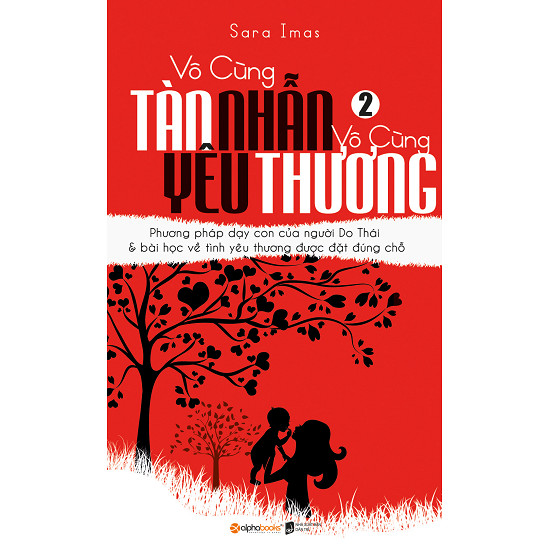 Sara Imas
Vô Cùng
TÀN NHẪN 2
Vô Cùng
YÊU THƯƠNG
Phương pháp dạy con của người Do Thái
& bài học về tình yêu thương được đặt đúng chỗ
alphabooks